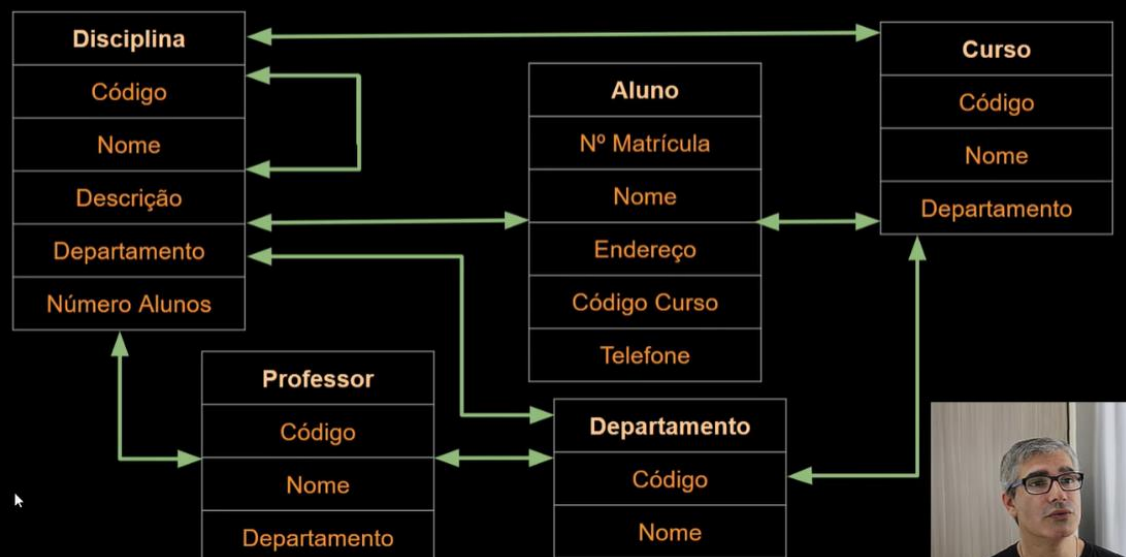 Disciplina
Código
Nome
Descrição
Departamento
Número Alunos
Aluno
Nº Matrícula
Nome
Endereço
Código Curso
Telefone
Curso
Código
Nome
Departamento
Professor
Código
Nome
Departamento
Departamento
Código
Nome